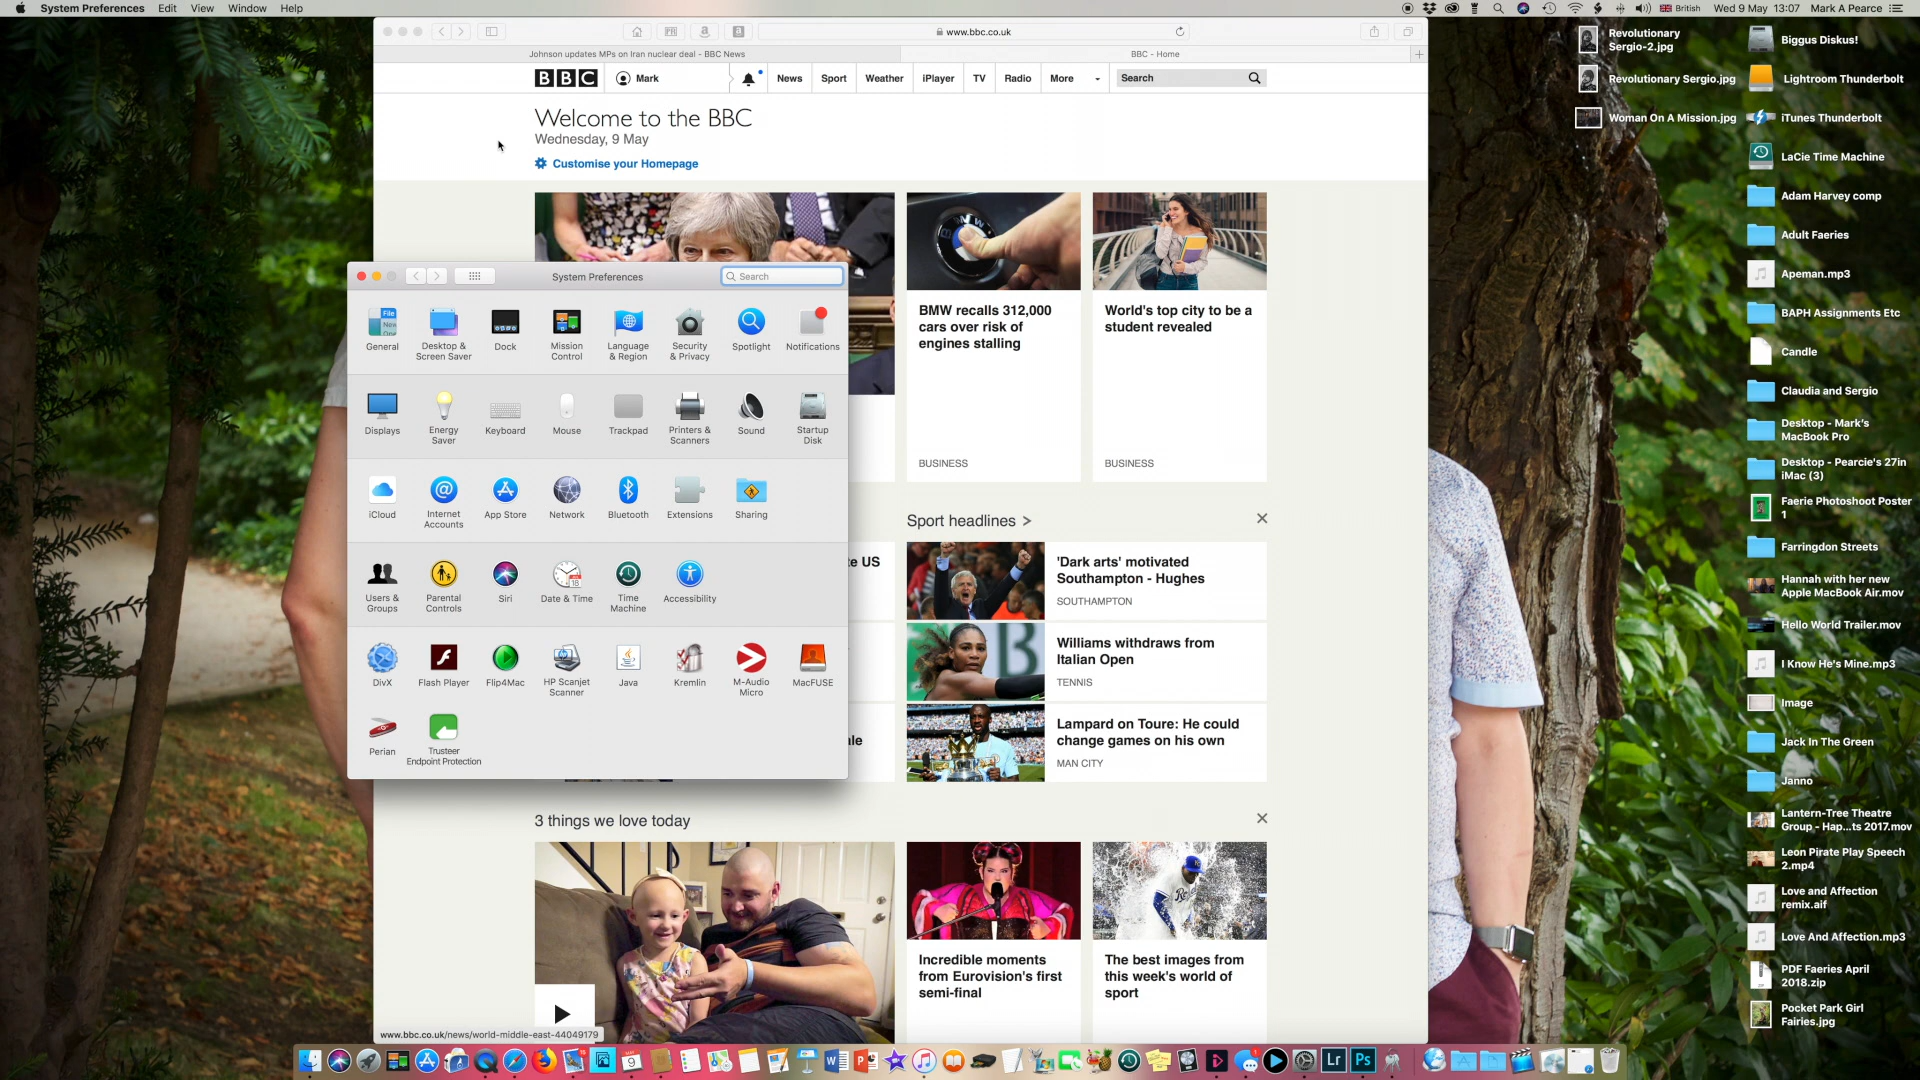 System Preferences Edit View Window Help
British Wed 9 May 13:07 Mark A Pearce
www.bbc.co.uk
Johnson updates MPs on Iran nuclear deal - BBC News
BBC - Home
BBC Mark News Sport Weather iPlayer TV Radio More Search
Welcome to the BBC
Wednesday, 9 May
Customise your Homepage
BMW recalls 312,000
cars over risk of
engines stalling
BUSINESS
World's top city to be a
student revealed
BUSINESS
System Preferences
Search
General
Desktop &
Screen Saver
Dock
Mission
Control
Language
& Region
Security
& Privacy
Spotlight
Notifications
Displays
Energy
Saver
Keyboard
Mouse
Trackpad
Printers &
Scanners
Sound
Startup
Disk
iCloud
Internet
Accounts
App Store
Network
Bluetooth
Extensions
Sharing
Users &
Groups
Parental
Controls
Siri
Date & Time
Time
Machine
Accessibility
DivX
Flash Player
Flip4Mac
HP Scanjet
Scanner
Java
Kremlin
M-Audio
Micro
MacFUSE
Perian
Trusteer
Endpoint Protection
te US
ale
Sport headlines >
'Dark arts' motivated
Southampton - Hughes
SOUTHAMPTON
Williams withdraws from
Italian Open
TENNIS
Lampard on Toure: He could
change games on his own
MAN CITY
3 things we love today
Incredible moments
from Eurovision's first
semi-final
The best images from
this week's world of
sport
www.bbc.co.uk/news/world-middle-east-44049179
Revolutionary
Sergio-2.jpg
Revolutionary Sergio.jpg
Woman On A Mission.jpg
Biggus Diskus!
Lightroom Thunderbolt
iTunes Thunderbolt
LaCie Time Machine
Adam Harvey comp
Adult Faeries
Apeman.mp3
BAPH Assignments Etc
Candle
Claudia and Sergio
Desktop - Mark's
MacBook Pro
Desktop - Pearcie's 27in
iMac (3)
Faerie Photoshoot Poster
1
Farringdon Streets
Hannah with her new
Apple MacBook Air.mov
Hello World Trailer.mov
I Know He's Mine.mp3
Image
Jack In The Green
Janno
Lantern-Tree Theatre
Group - Hap...ts 2017.mov
Leon Pirate Play Speech
2.mp4
Love and Affection
remix.aif
Love And Affection.mp3
PDF Faeries April
2018.zip
Pocket Park Girl
Fairies.jpg
9
Lr Ps